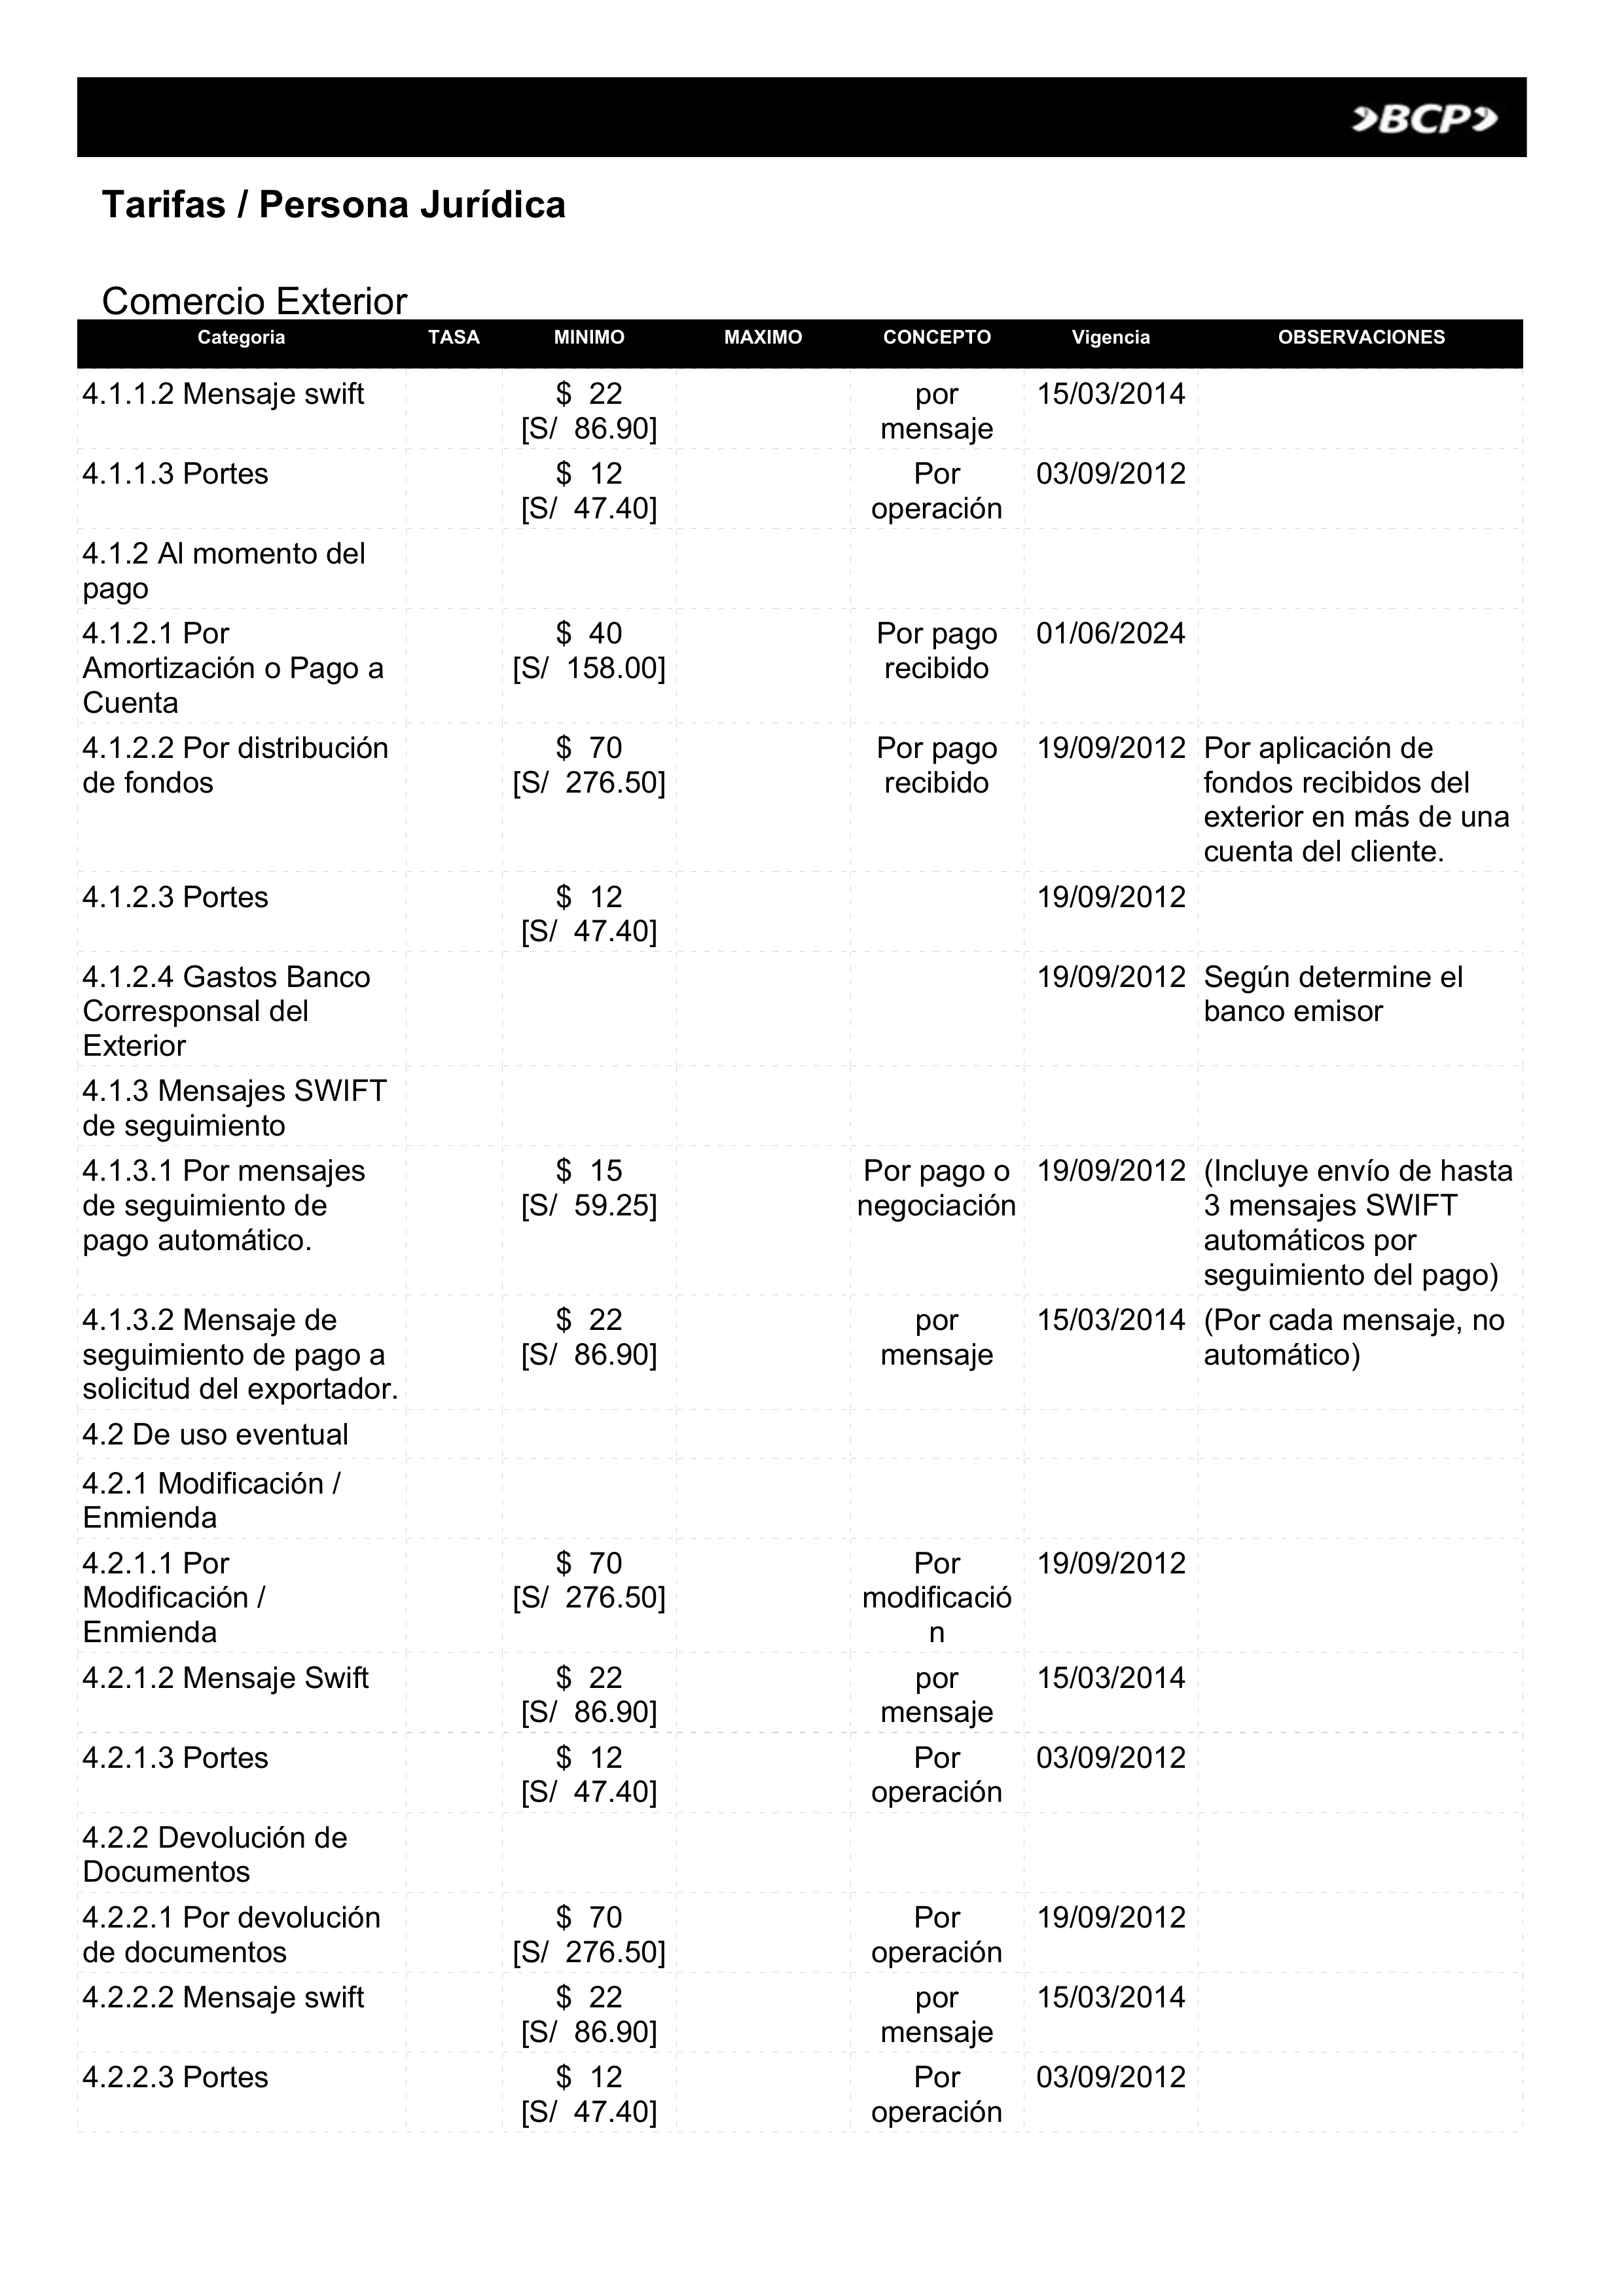 BCP
Tarifas / Persona Jurídica
Comercio Exterior
Categoria TASA MINIMO MAXIMO CONCEPTO Vigencia OBSERVACIONES
4.1.1.2 Mensaje swift $ 22 por 15/03/2014
[S/ 86.90] mensaje
4.1.1.3 Portes $ 12 Por 03/09/2012
[S/ 47.40] operación
4.1.2 Al momento del
pago
4.1.2.1 Por $ 40 Por pago 01/06/2024
Amortización o Pago a [S/ 158.00] recibido
Cuenta
4.1.2.2 Por distribución $ 70 Por pago 19/09/2012 Por aplicación de
de fondos [S/ 276.50] recibido fondos recibidos del
exterior en más de una
cuenta del cliente.
4.1.2.3 Portes $ 12 19/09/2012
[S/ 47.40]
4.1.2.4 Gastos Banco 19/09/2012 Según determine el
Corresponsal del banco emisor
Exterior
4.1.3 Mensajes SWIFT
de seguimiento
4.1.3.1 Por mensajes $ 15 Por pago o 19/09/2012 (Incluye envío de hasta
de seguimiento de [S/ 59.25] negociación 3 mensajes SWIFT
pago automático. automáticos por
seguimiento del pago)
4.1.3.2 Mensaje de $ 22 por 15/03/2014 (Por cada mensaje, no
seguimiento de pago a [S/ 86.90] mensaje automático)
solicitud del exportador.
4.2 De uso eventual
4.2.1 Modificación /
Enmienda
4.2.1.1 Por $ 70 Por 19/09/2012
Modificación / [S/ 276.50] modificació
Enmienda n
4.2.1.2 Mensaje Swift $ 22 por 15/03/2014
[S/ 86.90] mensaje
4.2.1.3 Portes $ 12 Por 03/09/2012
[S/ 47.40] operación
4.2.2 Devolución de
Documentos
4.2.2.1 Por devolución $ 70 Por 19/09/2012
de documentos [S/ 276.50] operación
4.2.2.2 Mensaje swift $ 22 por 15/03/2014
[S/ 86.90] mensaje
4.2.2.3 Portes $ 12 Por 03/09/2012
[S/ 47.40] operación